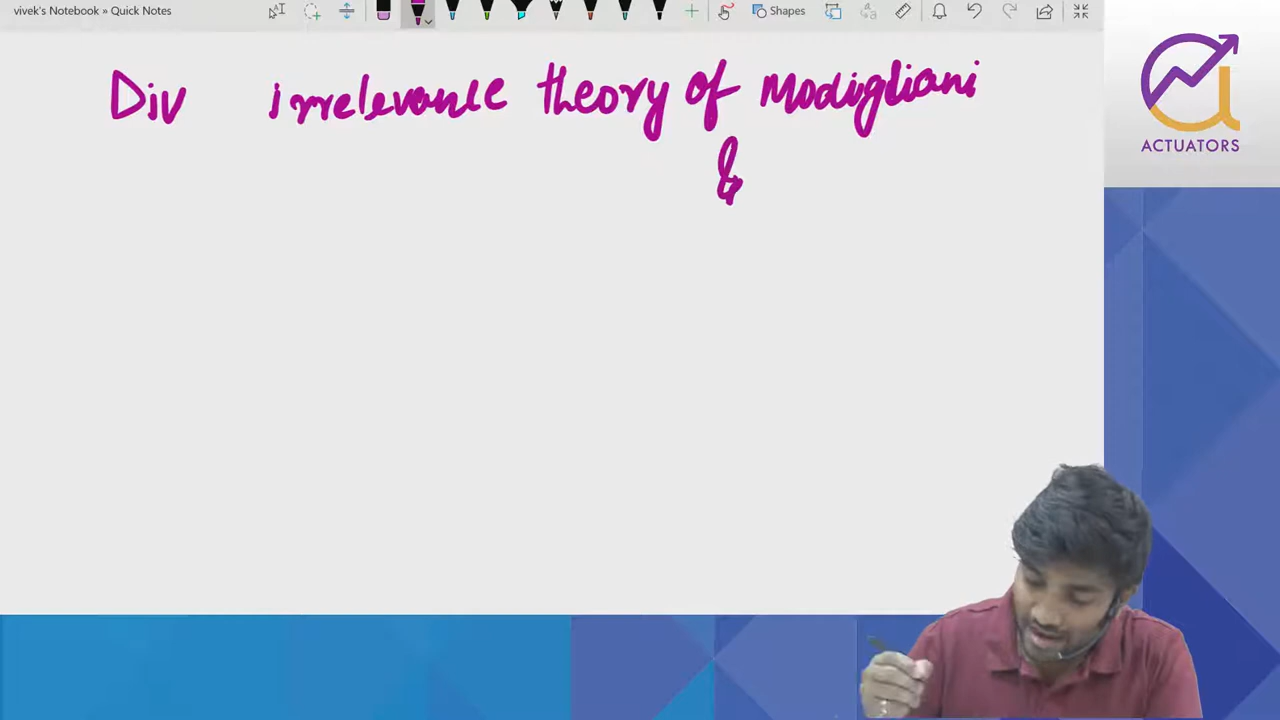 vivek's Notebook » Quick Notes
Shapes
Div irrelevance theory of Modigliani
&
ACTUATORS